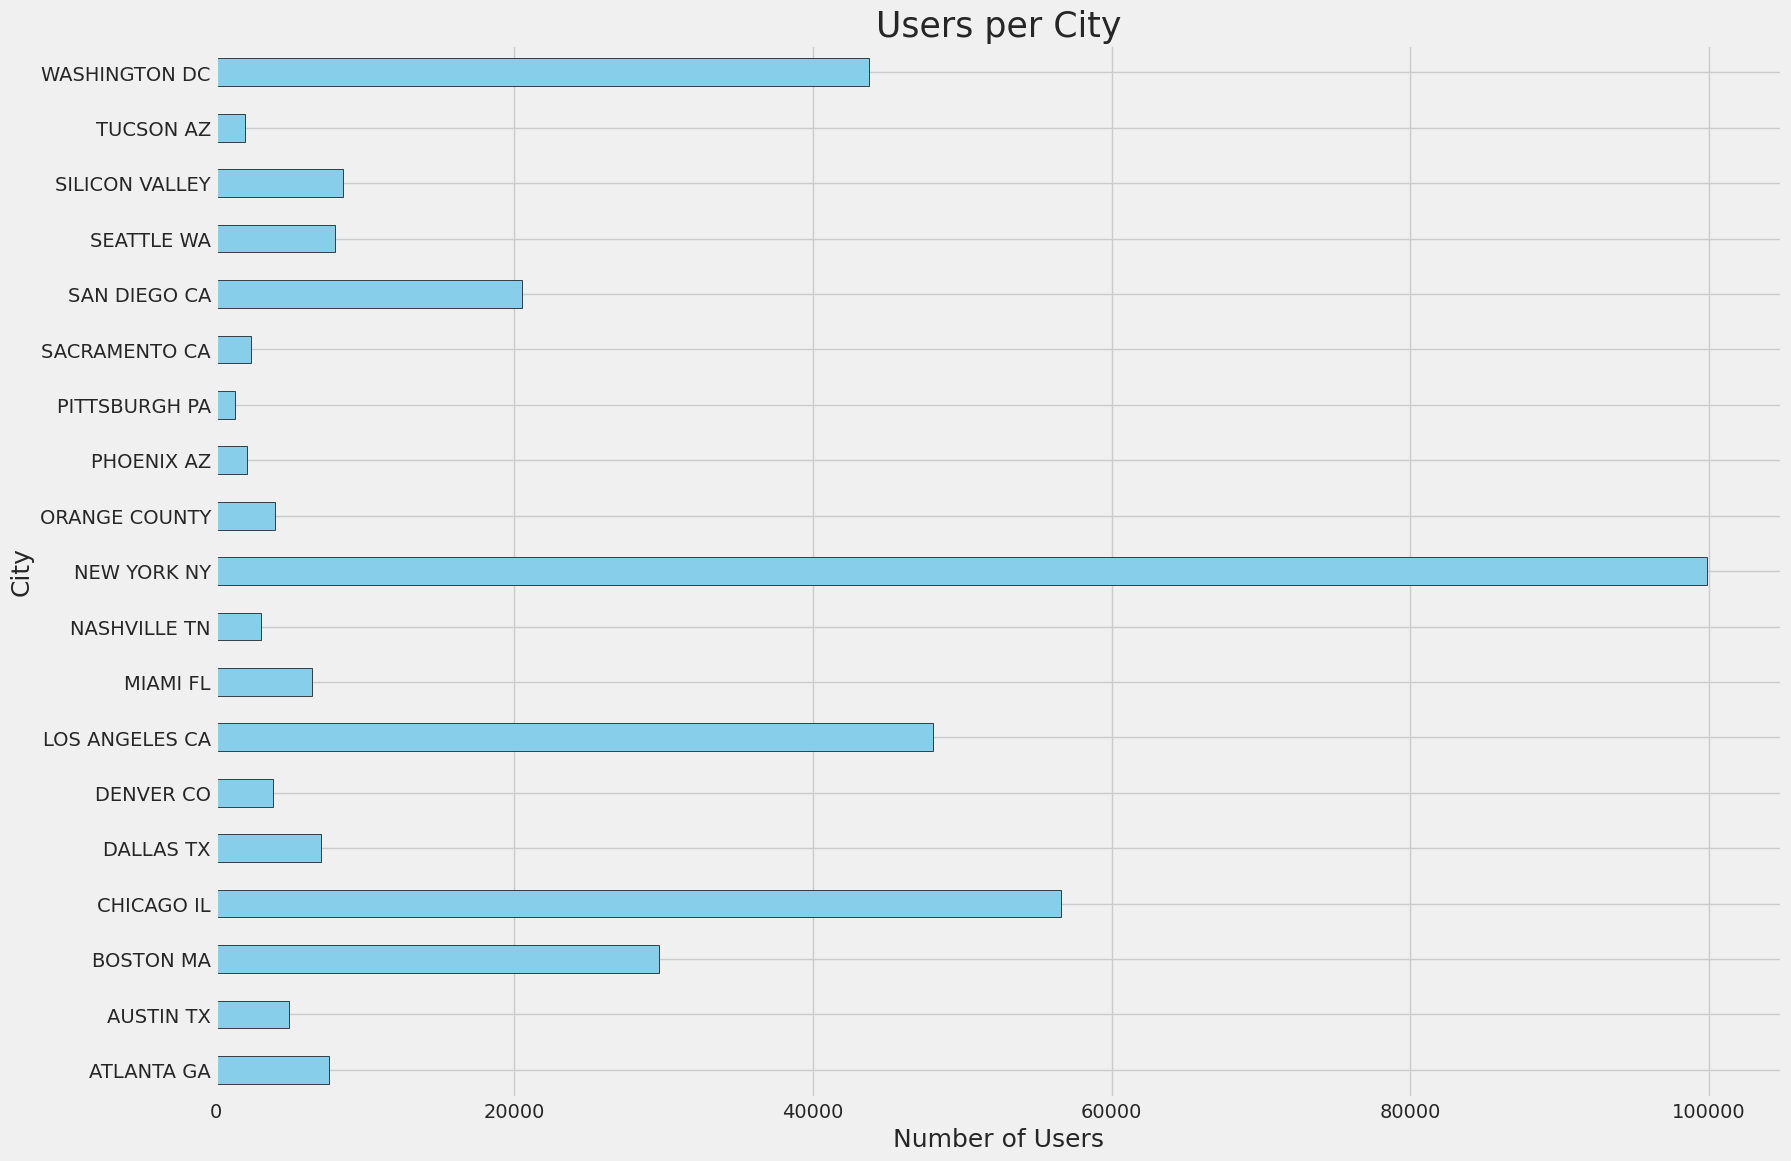 Users per City
WASHINGTON DC
TUCSON AZ
SILICON VALLEY
SEATTLE WA
SAN DIEGO CA
SACRAMENTO CA
PITTSBURGH PA
PHOENIX AZ
ORANGE COUNTY
NEW YORK NY
NASHVILLE TN
MIAMI FL
LOS ANGELES CA
DENVER CO
DALLAS TX
CHICAGO IL
BOSTON MA
AUSTIN TX
ATLANTA GA
City
0 20000 40000 60000 80000 100000
Number of Users